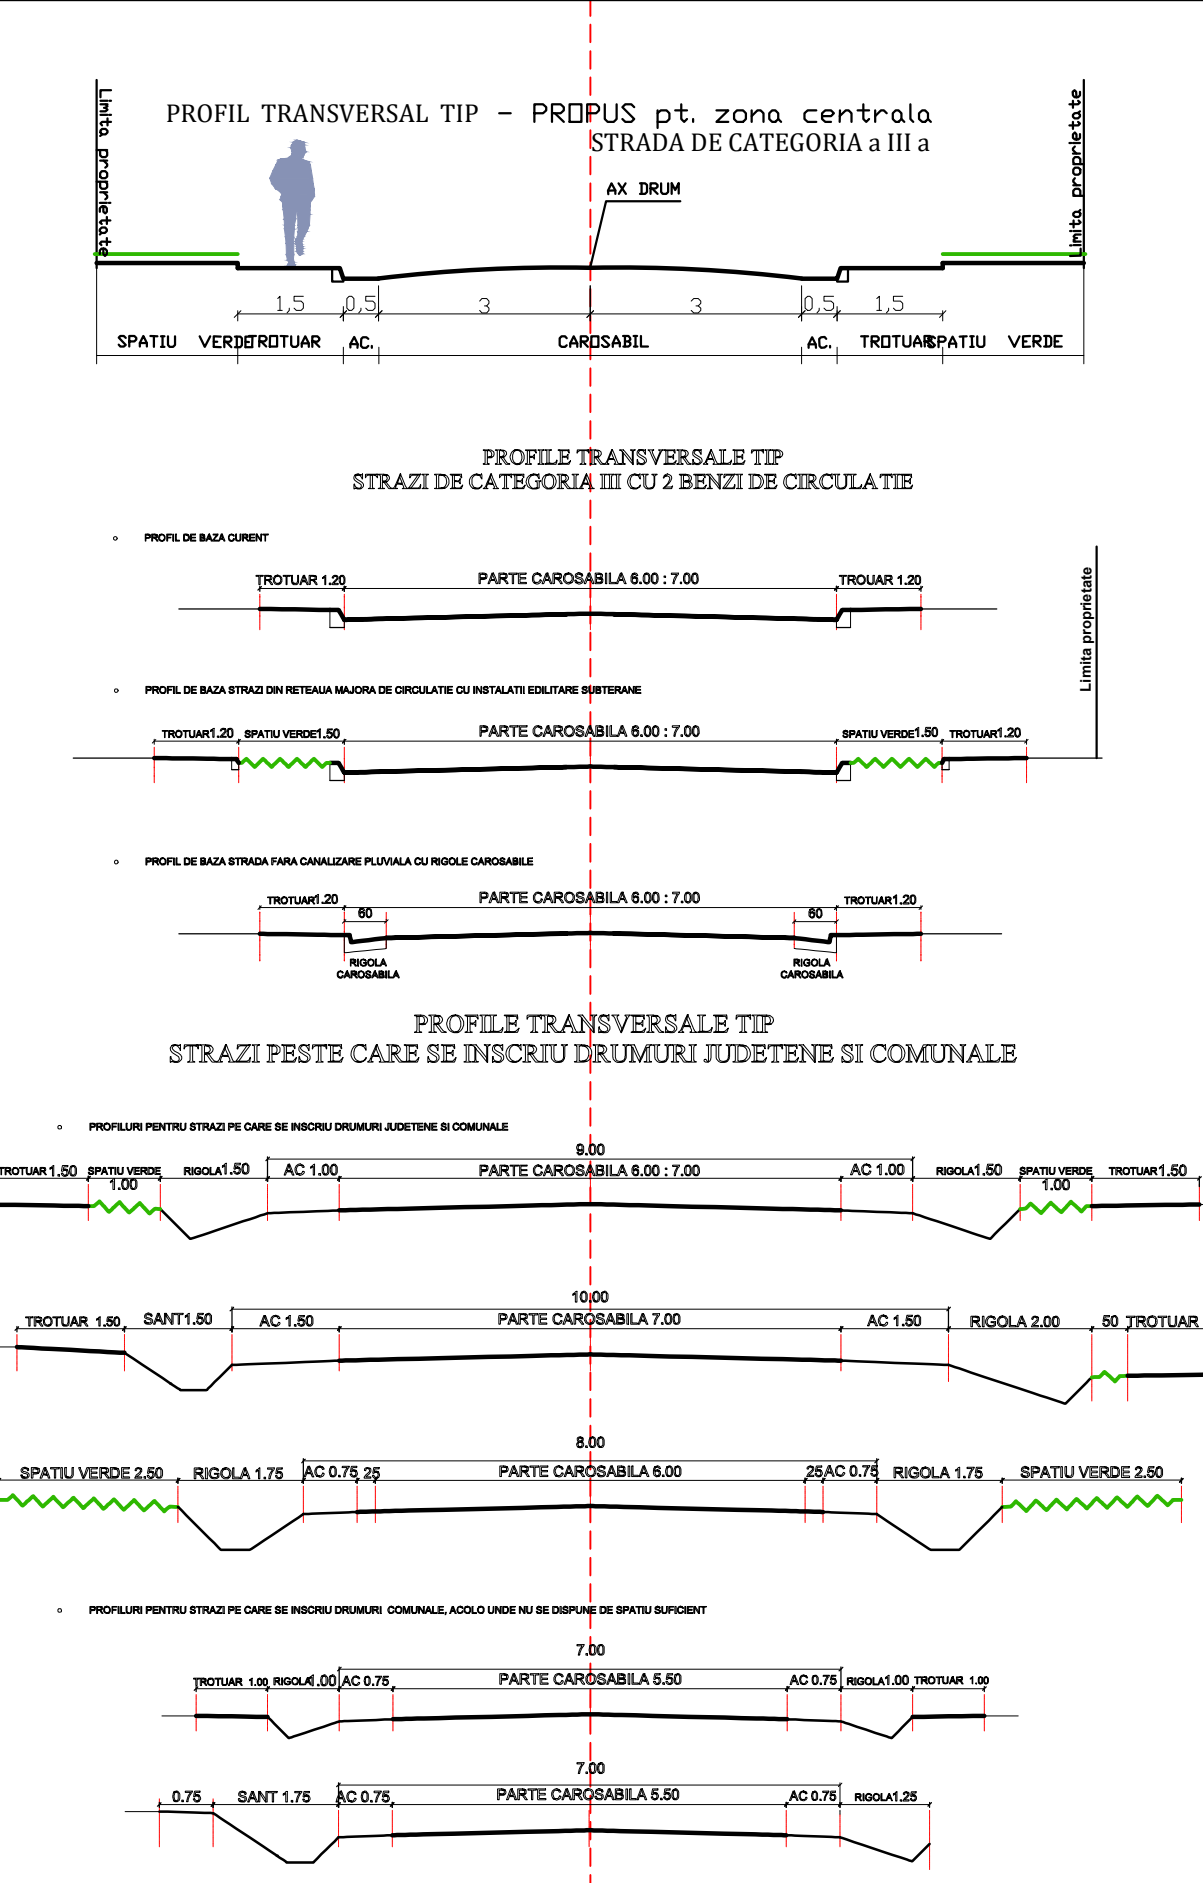 Limita proprietate
PROFIL TRANSVERSAL TIP - PROPUS pt. zona centrala
STRADA DE CATEGORIA a III a
Limita proprietate
AX DRUM
1,5 0,5 3 3 0,5 1,5
SPATIU VERDE TROTUAR AC. CAROSABIL AC. TROTUAR SPATIU VERDE
PROFILE TRANSVERSALE TIP
STRAZI DE CATEGORIA III CU 2 BENZI DE CIRCULATIE
PROFIL DE BAZA CURENT
TROTUAR 1.20 PARTE CAROSABILA 6.00 : 7.00 TROUAR 1.20
Limita proprietate
PROFIL DE BAZA STRAZI DIN RETEAUA MAJORA DE CIRCULATIE CU INSTALATII EDILITARE SUBTERANE
TROTUAR1.20 SPATIU VERDE1.50 PARTE CAROSABILA 6.00 : 7.00 SPATIU VERDE1.50 TROTUAR1.20
PROFIL DE BAZA STRADA FARA CANALIZARE PLUVIALA CU RIGOLE CAROSABILE
TROTUAR1.20 PARTE CAROSABILA 6.00 : 7.00 TROTUAR1.20
60 60
RIGOLA RIGOLA
CAROSABILA CAROSABILA
PROFILE TRANSVERSALE TIP
STRAZI PESTE CARE SE INSCRIU DRUMURI JUDETENE SI COMUNALE
PROFILURI PENTRU STRAZI PE CARE SE INSCRIU DRUMURI JUDETENE SI COMUNALE
9.00
TROTUAR 1.50 SPATIU VERDE RIGOLA1.50 AC 1.00 PARTE CAROSABILA 6.00 : 7.00 AC 1.00 RIGOLA1.50 SPATIU VERDE TROTUAR1.50
1.00 1.00
10.00
TROTUAR 1.50 SANT1.50 AC 1.50 PARTE CAROSABILA 7.00 AC 1.50 RIGOLA 2.00 50 TROTUAR
8.00
SPATIU VERDE 2.50 RIGOLA 1.75 AC 0.75 25 PARTE CAROSABILA 6.00 25 AC 0.75 RIGOLA 1.75 SPATIU VERDE 2.50
PROFILURI PENTRU STRAZI PE CARE SE INSCRIU DRUMURI COMUNALE, ACOLO UNDE NU SE DISPUNE DE SPATIU SUFICIENT
7.00
TROTUAR 1.00 RIGOLA1.00 AC 0.75 PARTE CAROSABILA 5.50 AC 0.75 RIGOLA1.00 TROTUAR 1.00
7.00
0.75 SANT 1.75 AC 0.75 PARTE CAROSABILA 5.50 AC 0.75 RIGOLA1.25